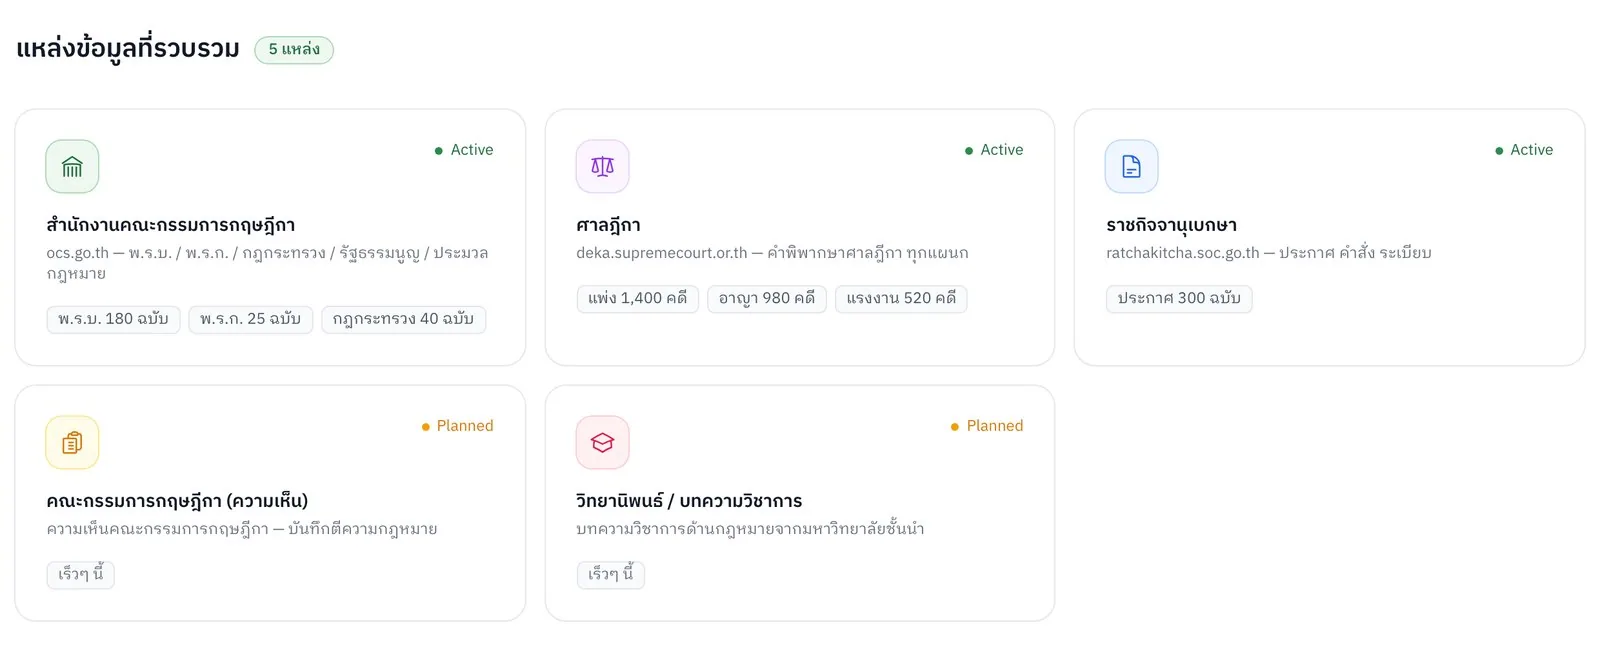 แหล่งข้อมูลที่รวบรวม
5 แหล่ง
Active
สำนักงานคณะกรรมการกฤษฎีกา
ocs.go.th — พ.ร.บ. / พ.ร.ก. / กฎกระทรวง / รัฐธรรมนูญ / ประมวล
กฎหมาย
พ.ร.บ. 180 ฉบับ
พ.ร.ก. 25 ฉบับ
กฎกระทรวง 40 ฉบับ
Active
ศาลฎีกา
deka.supremecourt.or.th — คำพิพากษาศาลฎีกา ทุกแผนก
แพ่ง 1,400 คดี
อาญา 980 คดี
แรงงาน 520 คดี
Active
ราชกิจจานุเบกษา
ratchakitcha.soc.go.th — ประกาศ คำสั่ง ระเบียบ
ประกาศ 300 ฉบับ
Planned
คณะกรรมการกฤษฎีกา (ความเห็น)
ความเห็นคณะกรรมการกฤษฎีกา — บันทึกตีความกฎหมาย
เร็วๆ นี้
Planned
วิทยานิพนธ์ / บทความวิชาการ
บทความวิชาการด้านกฎหมายจากมหาวิทยาลัยชั้นนำ
เร็วๆ นี้